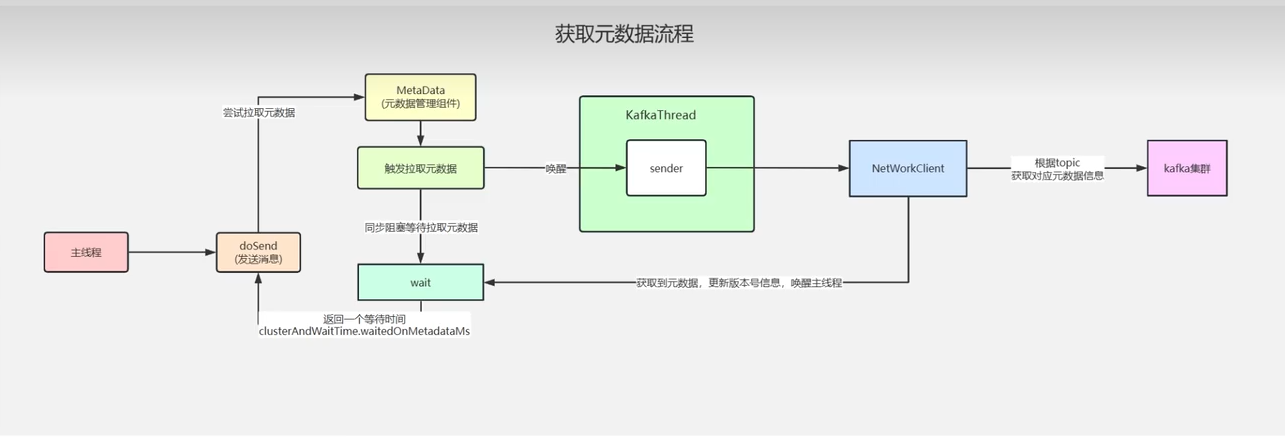 获取元数据流程
MetaData
(元数据管理组件)
尝试拉取元数据
KafkaThread
触发拉取元数据
唤醒
sender
NetWorkClient
根据topic
获取对应元数据信息
kafka集群
同步阻塞等待拉取元数据
主线程
doSend
(发送消息)
wait
获取到元数据，更新版本号信息，唤醒主线程
返回一个等待时间
clusterAndWaitTime.waitedOnMetadataMs